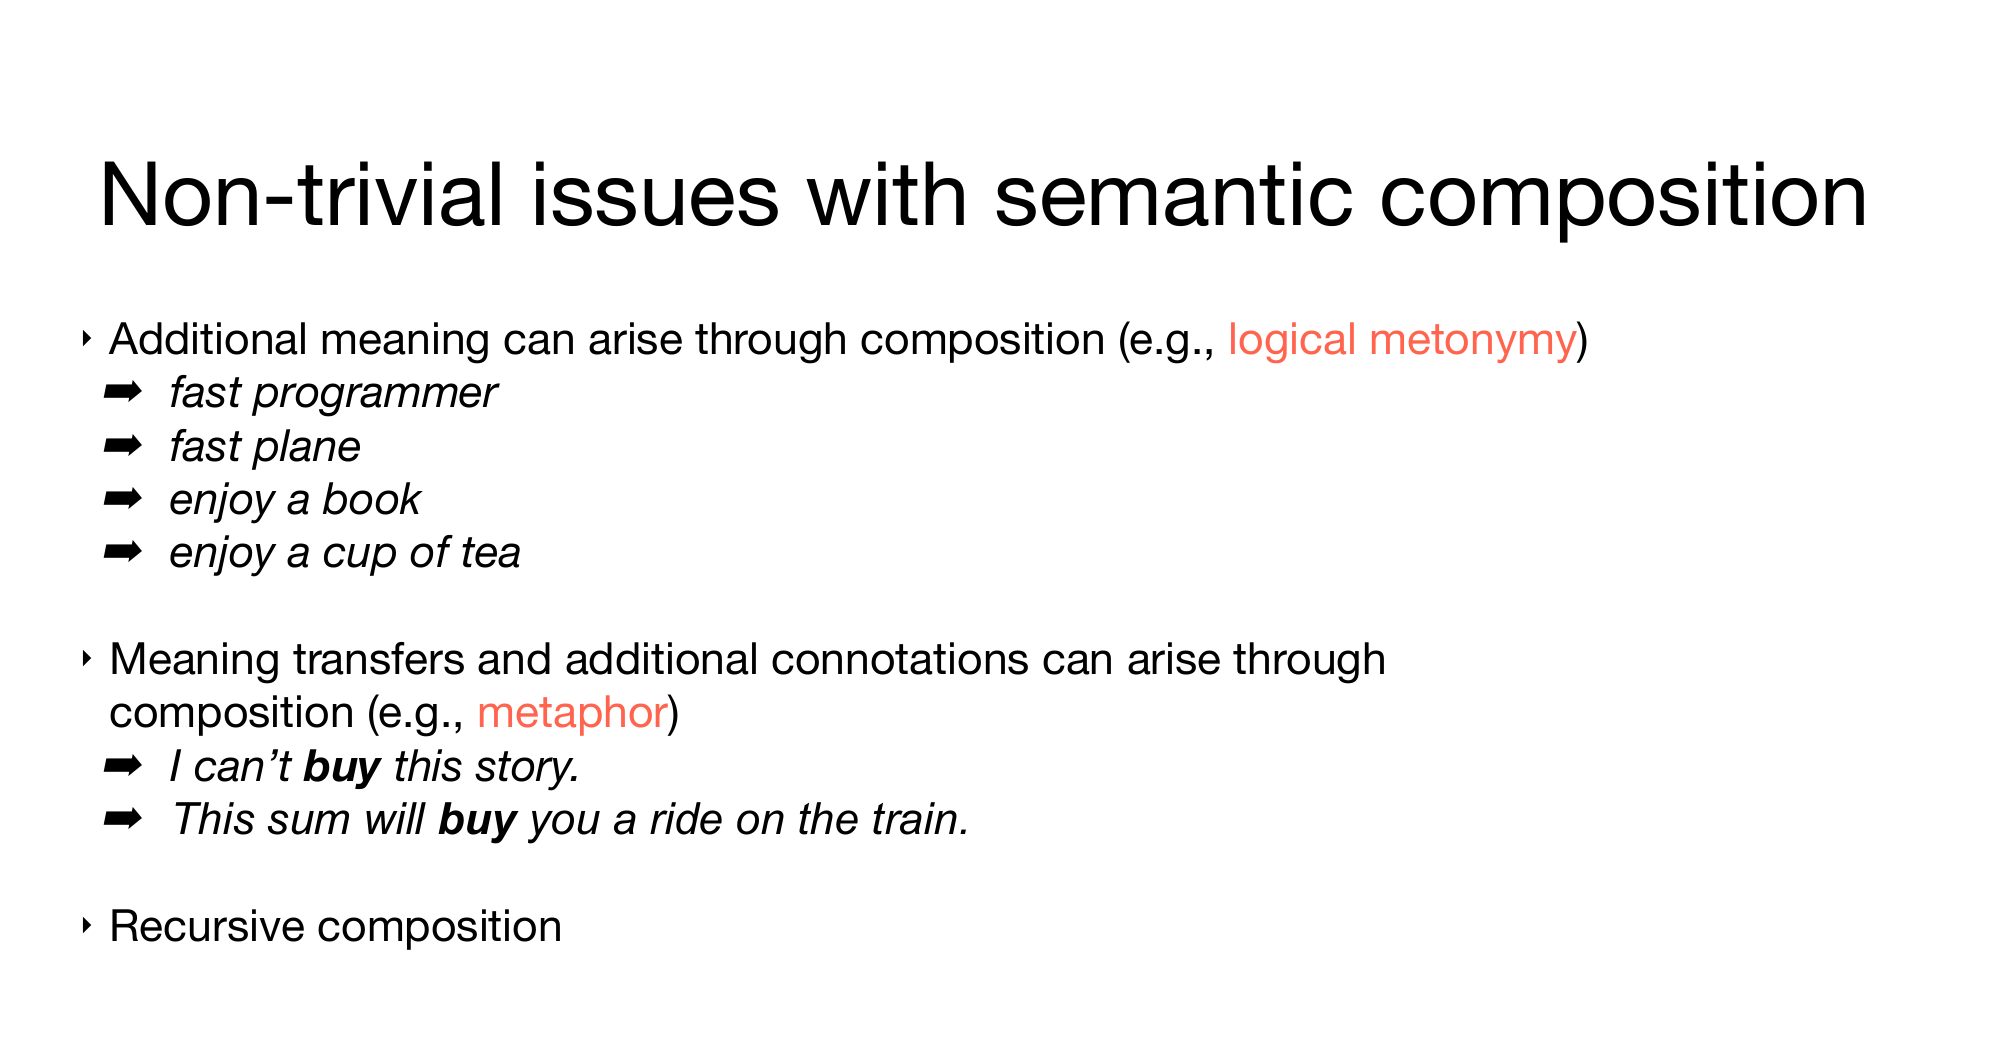 Non-trivial issues with semantic composition
‣ Additional meaning can arise through composition (e.g., logical metonymy)
➡ fast programmer
➡ fast plane
➡ enjoy a book
➡ enjoy a cup of tea
‣ Meaning transfers and additional connotations can arise through
composition (e.g., metaphor)
➡ I can’t buy this story.
➡ This sum will buy you a ride on the train.
‣ Recursive composition